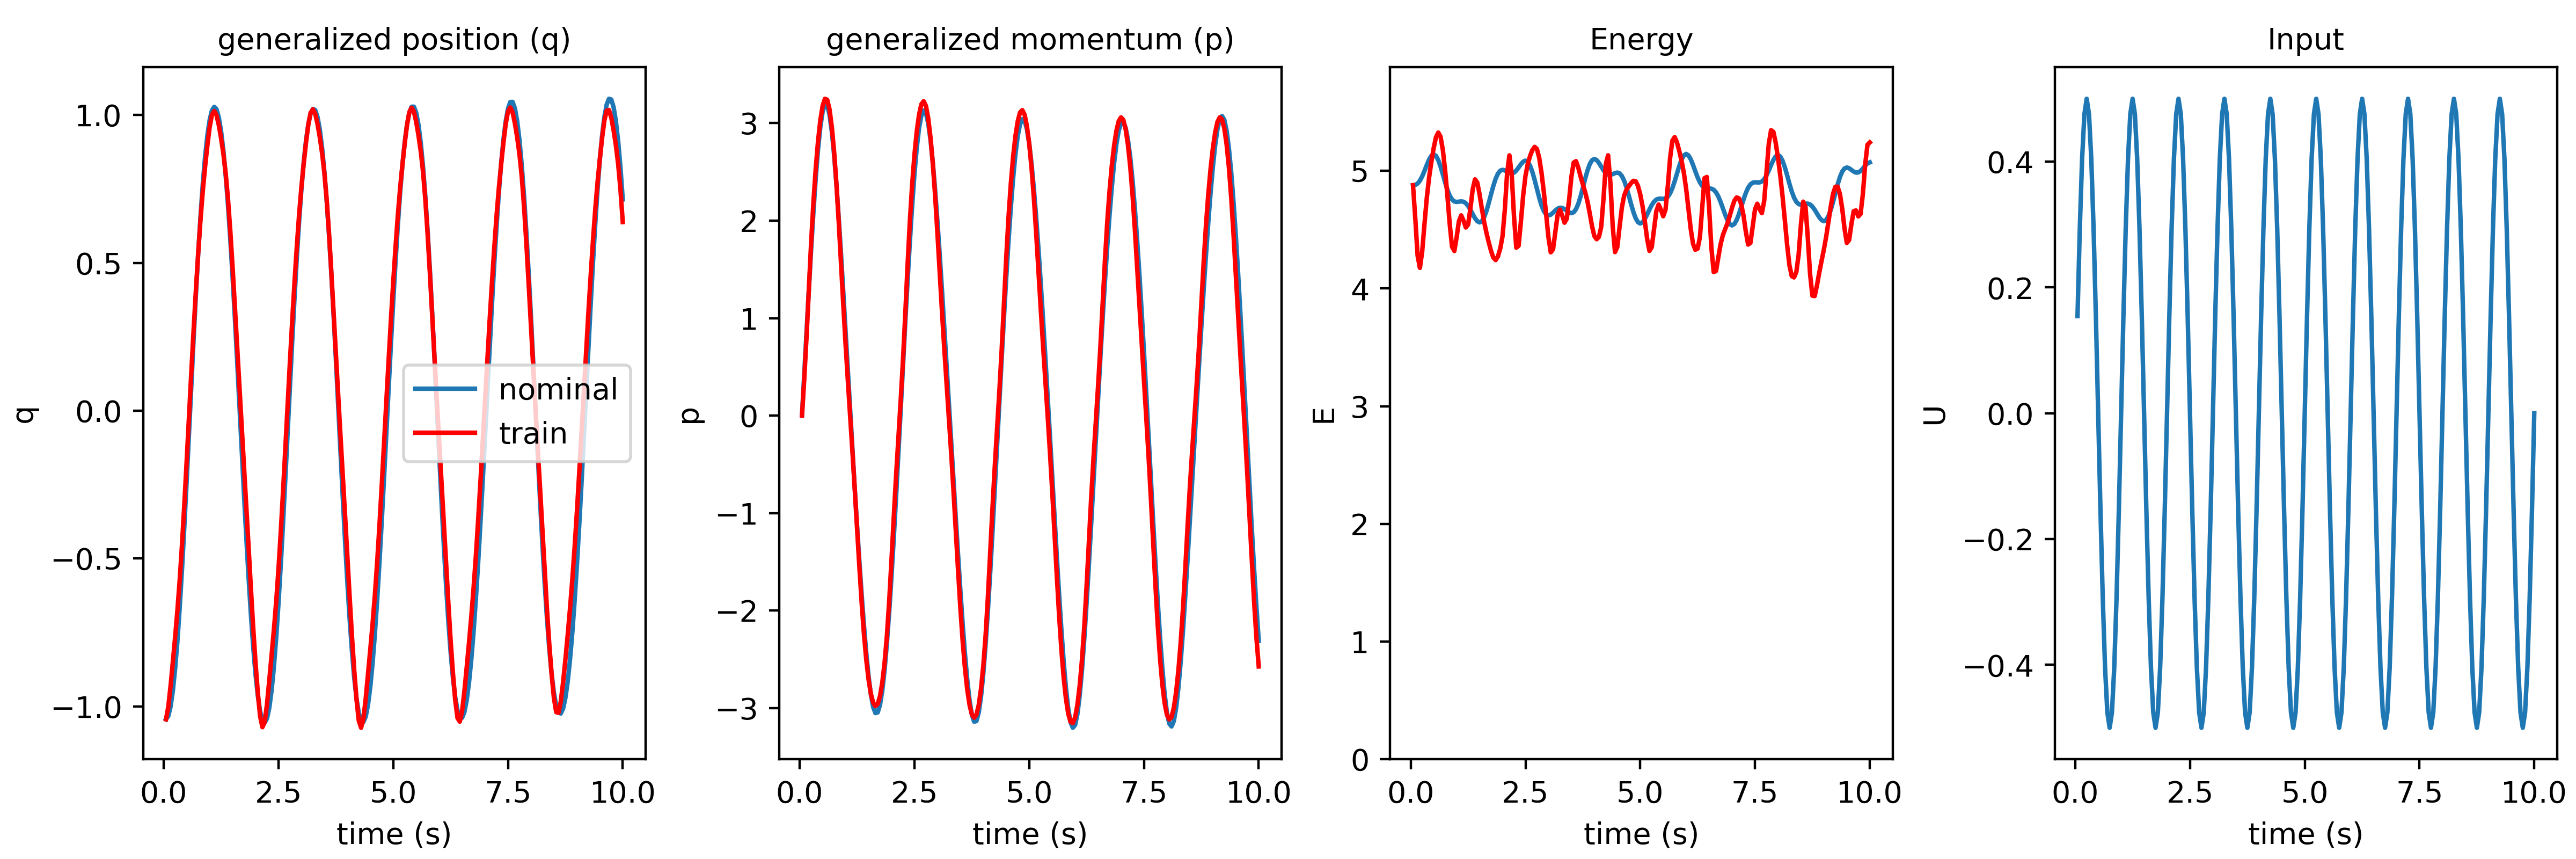 generalized position (q)
generalized momentum (p)
Energy
Input
1.0
0.5
0.0
−0.5
−1.0
q
nominal
train
0.0 2.5 5.0 7.5 10.0
time (s)
3
2
1
0
−1
−2
−3
p
0.0 2.5 5.0 7.5 10.0
time (s)
5
4
3
2
1
0
E
0.0 2.5 5.0 7.5 10.0
time (s)
0.4
0.2
0.0
−0.2
−0.4
U
0.0 2.5 5.0 7.5 10.0
time (s)